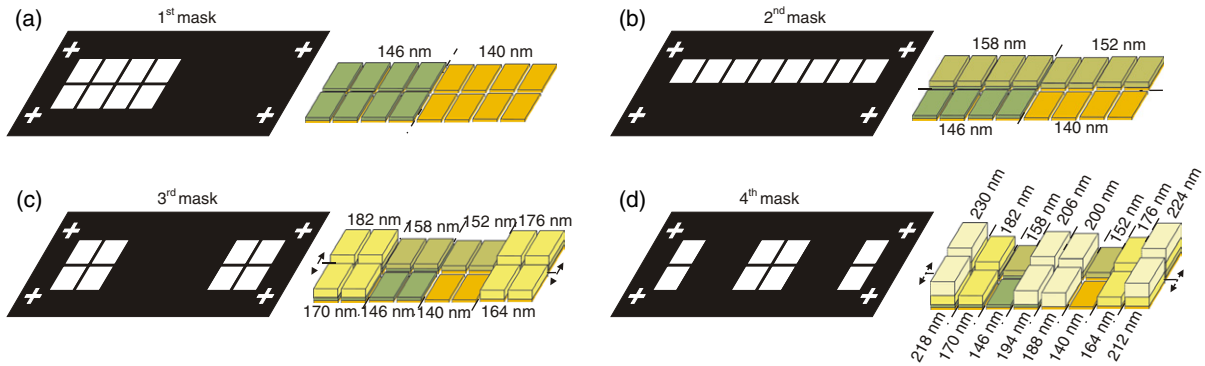 (a)
1st mask
146 nm
140 nm
(b)
2nd mask
158 nm
152 nm
146 nm
140 nm
(c)
3rd mask
182 nm
158 nm
152 nm
176 nm
170 nm
146 nm
140 nm
164 nm
(d)
4th mask
230 nm
182 nm
158 nm
206 nm
200 nm
152 nm
176 nm
224 nm
218 nm
170 nm
146 nm
194 nm
188 nm
140 nm
164 nm
212 nm